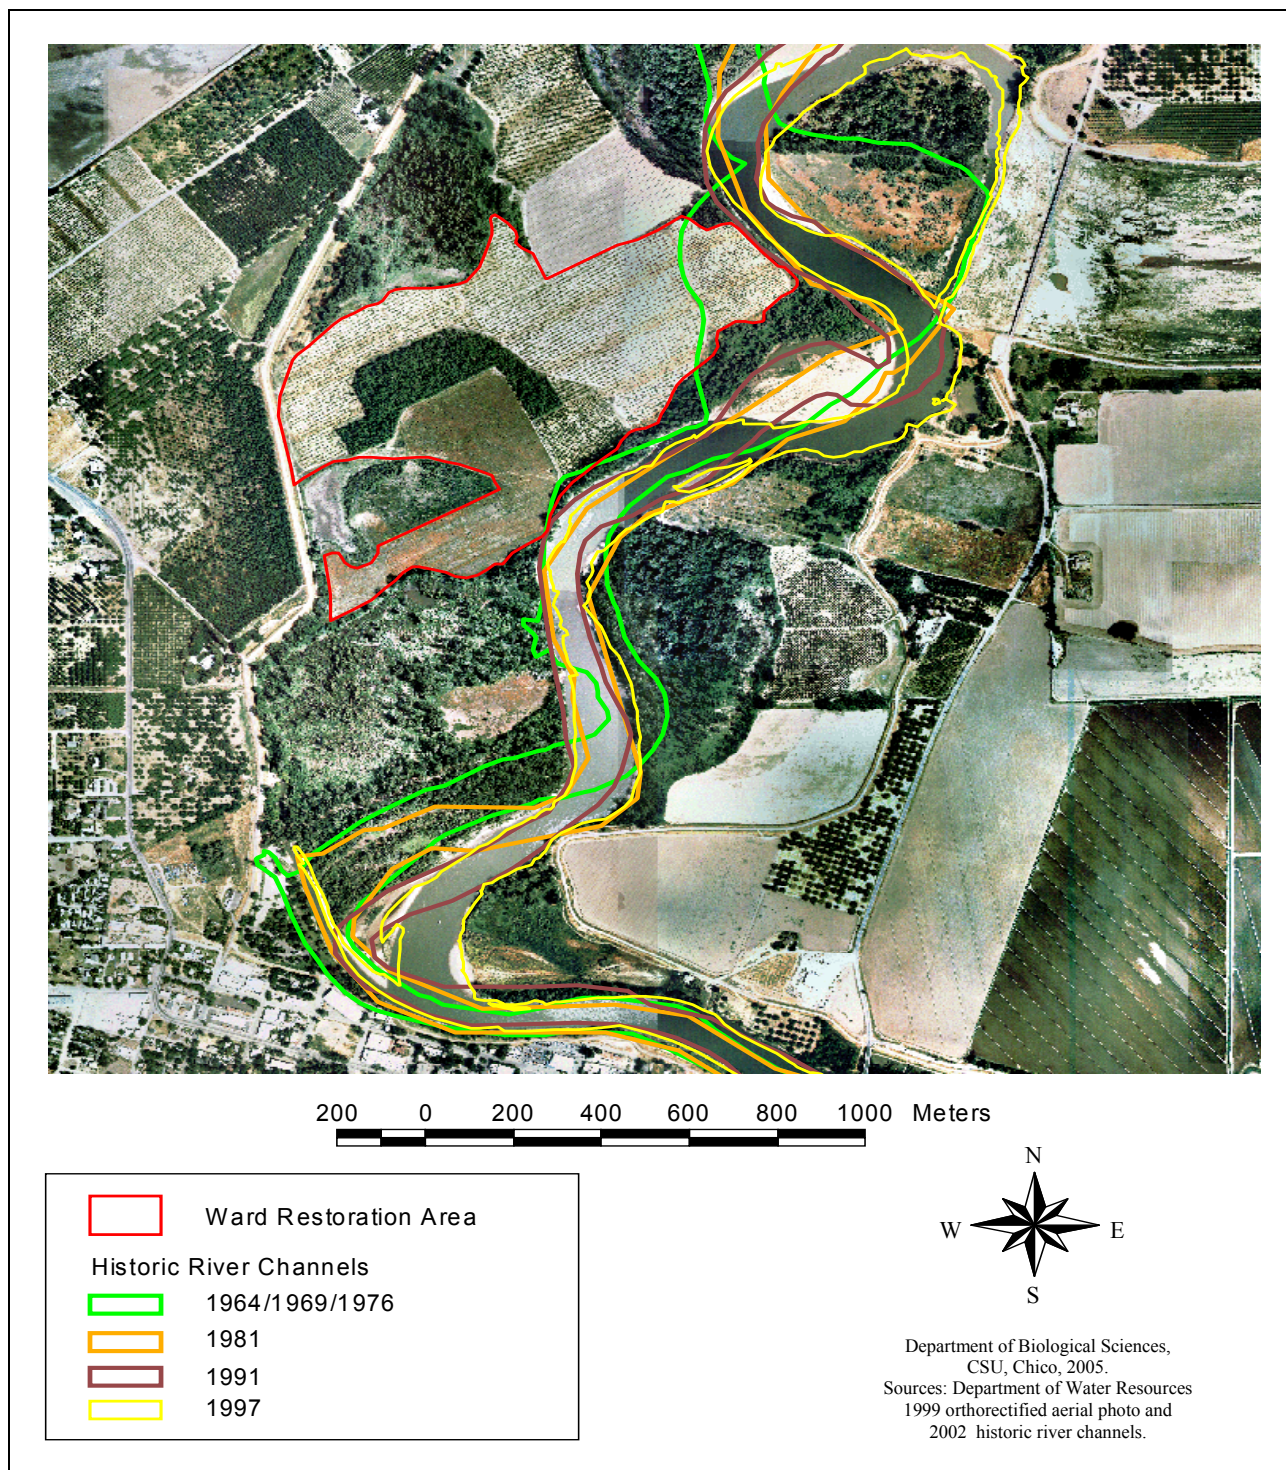 200 0 200 400 600 800 1000 Meters
Ward Restoration Area
Historic River Channels
1964/1969/1976
1981
1991
1997
N
W E
S
Department of Biological Sciences,
CSU, Chico, 2005.
Sources: Department of Water Resources
1999 orthorectified aerial photo and
2002 historic river channels.